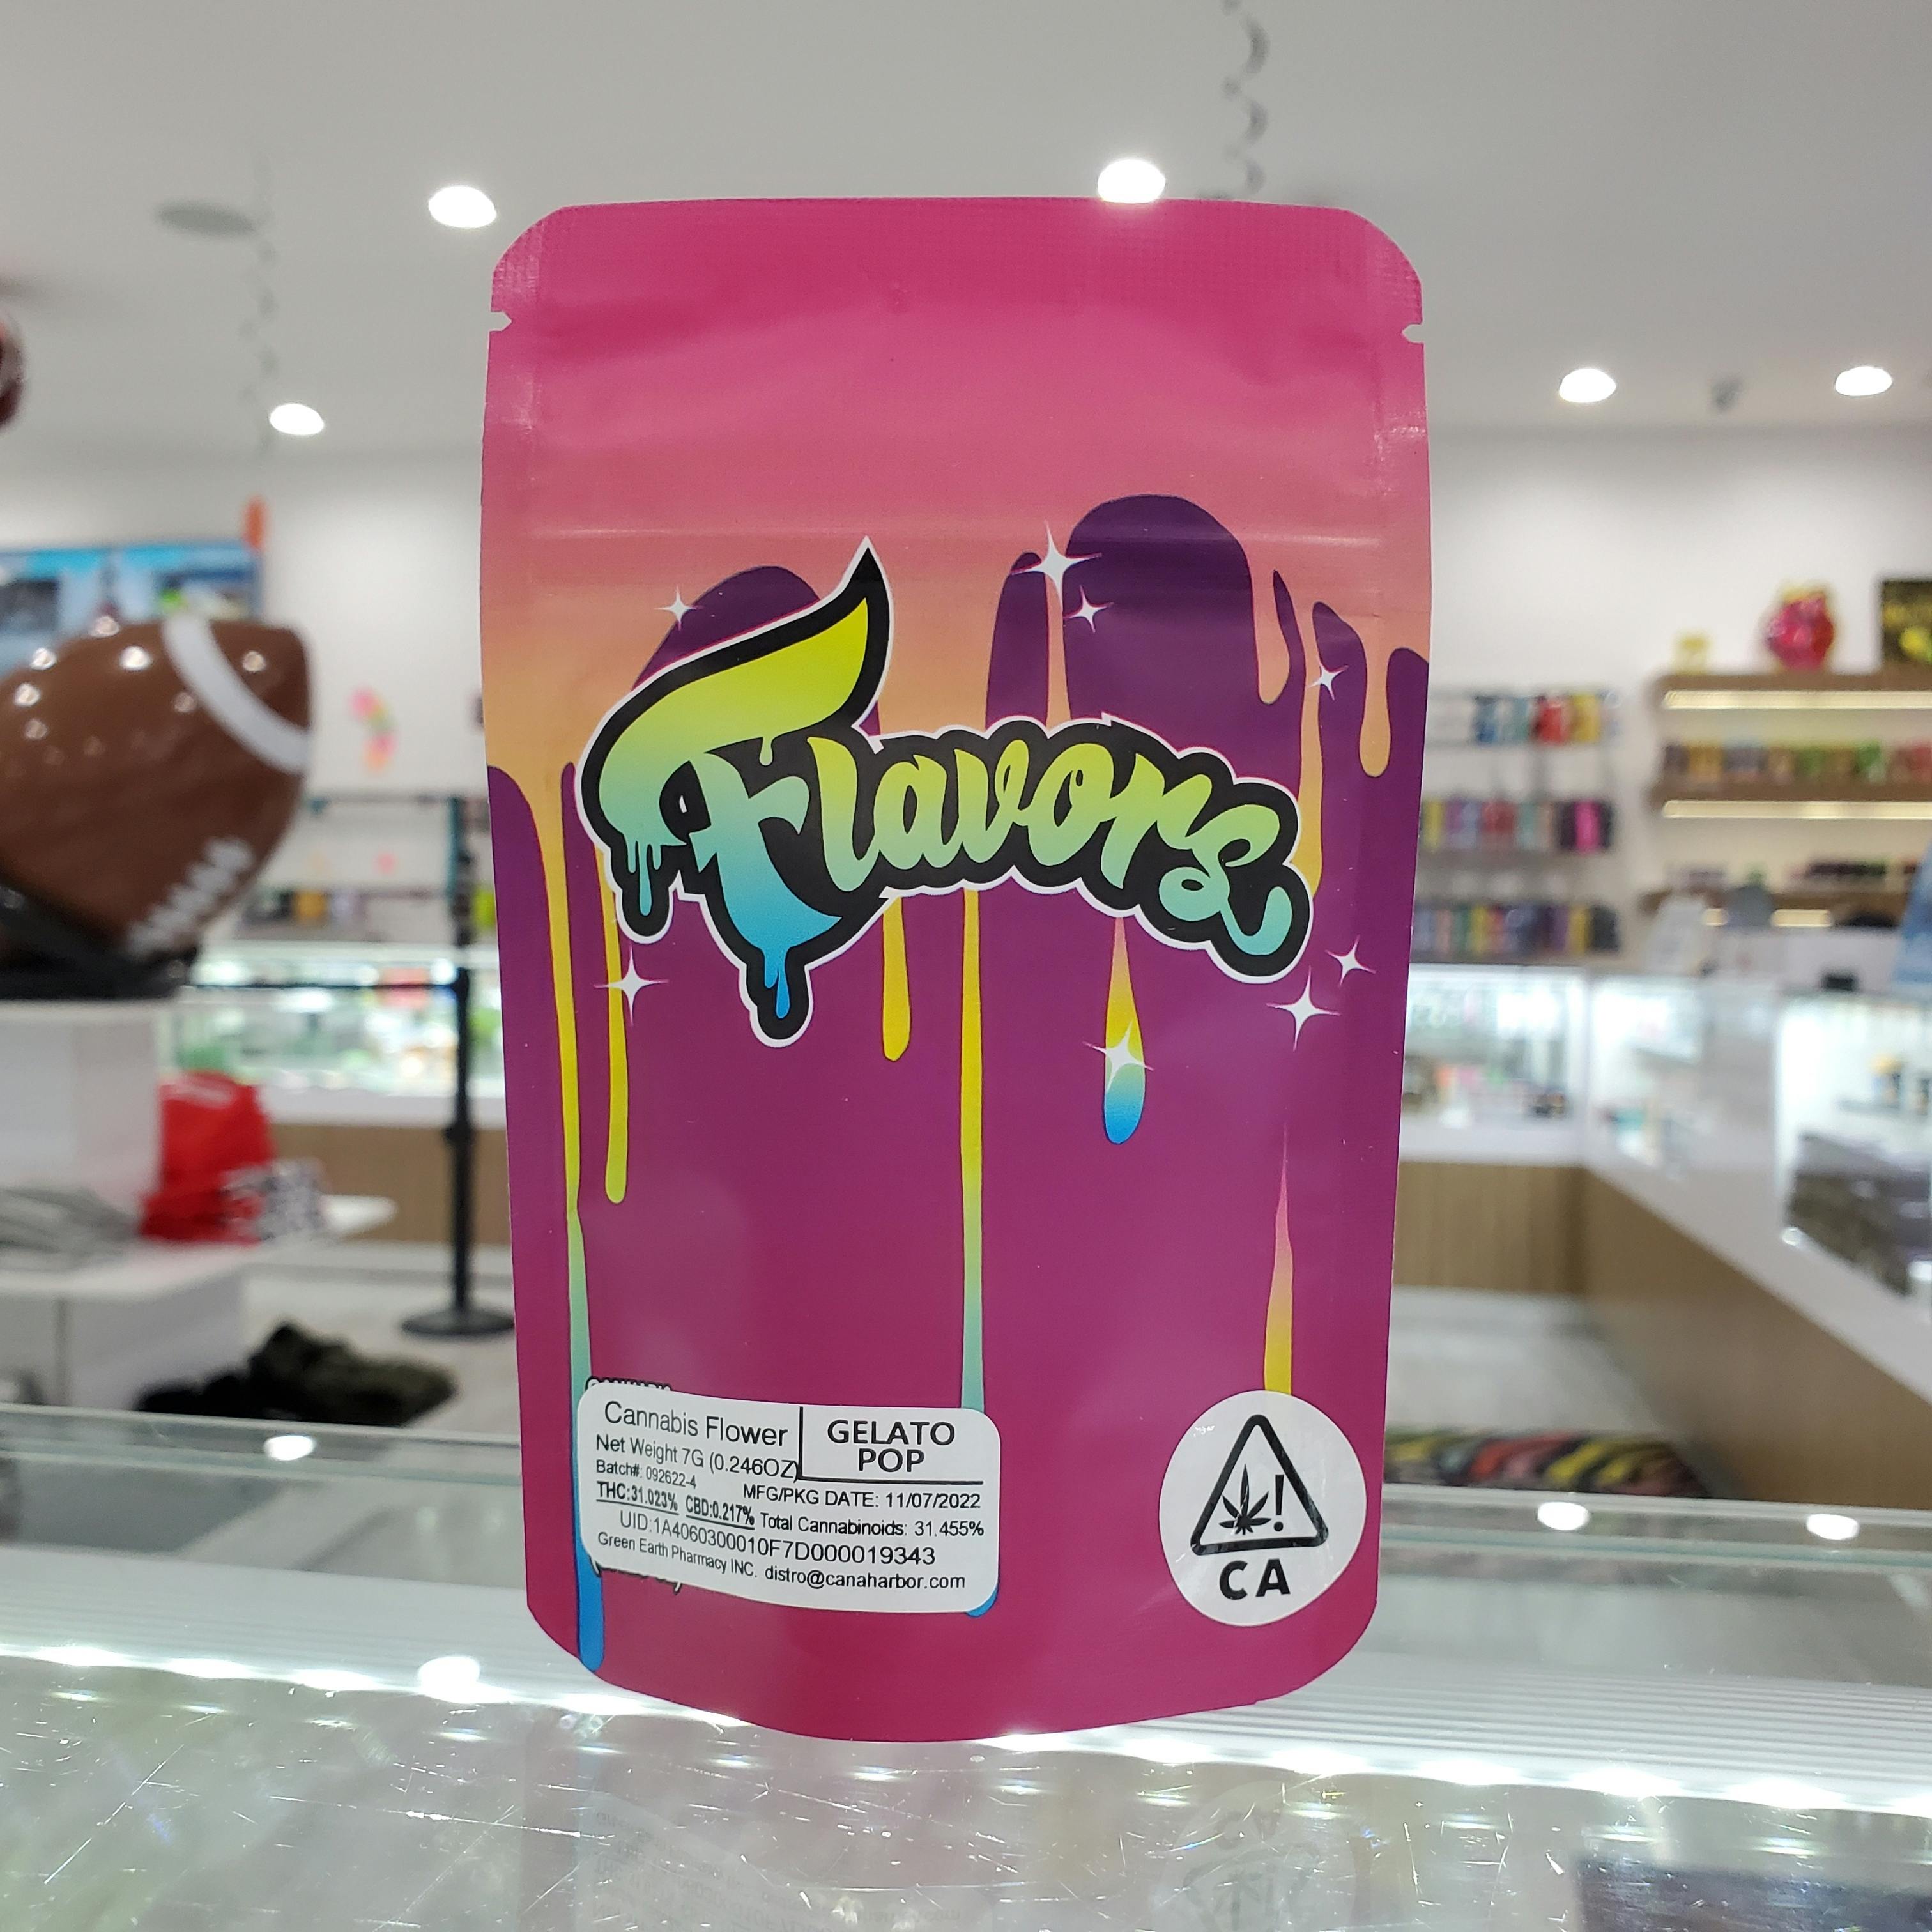 Flavors
Cannabis Flower
GELATO
POP
Net Weight 7G (0.246OZ)
Batch#: 092622-4
MFG/PKG DATE: 11/07/2022
THC:31.023% CBD:0.217% Total Cannabinoids: 31.455%
UID:1A4060300010F7D000019343
Green Earth Pharmacy INC. distro@canaharbor.com
!
CA